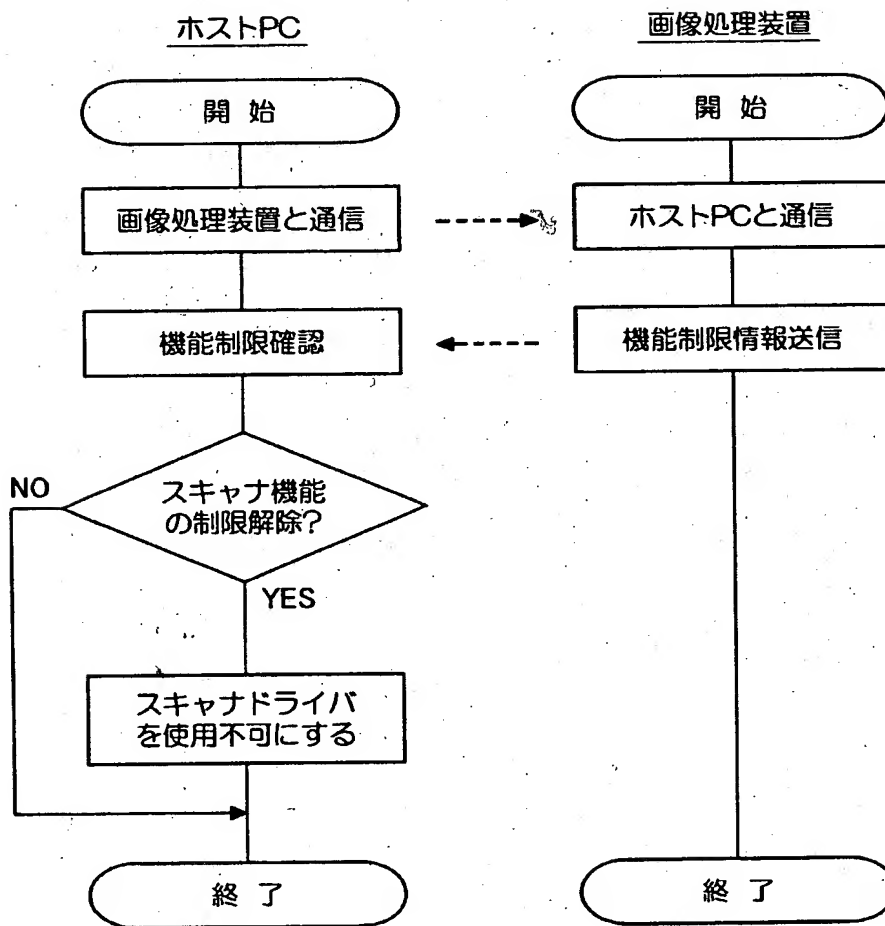 ホストPC
開始
画像処理装置と通信
機能制限確認
スキャナ機能
の制限解除?
NO
YES
スキャナドライバ
を使用不可にする
終了
画像処理装置
開始
ホストPCと通信
機能制限情報送信
終了